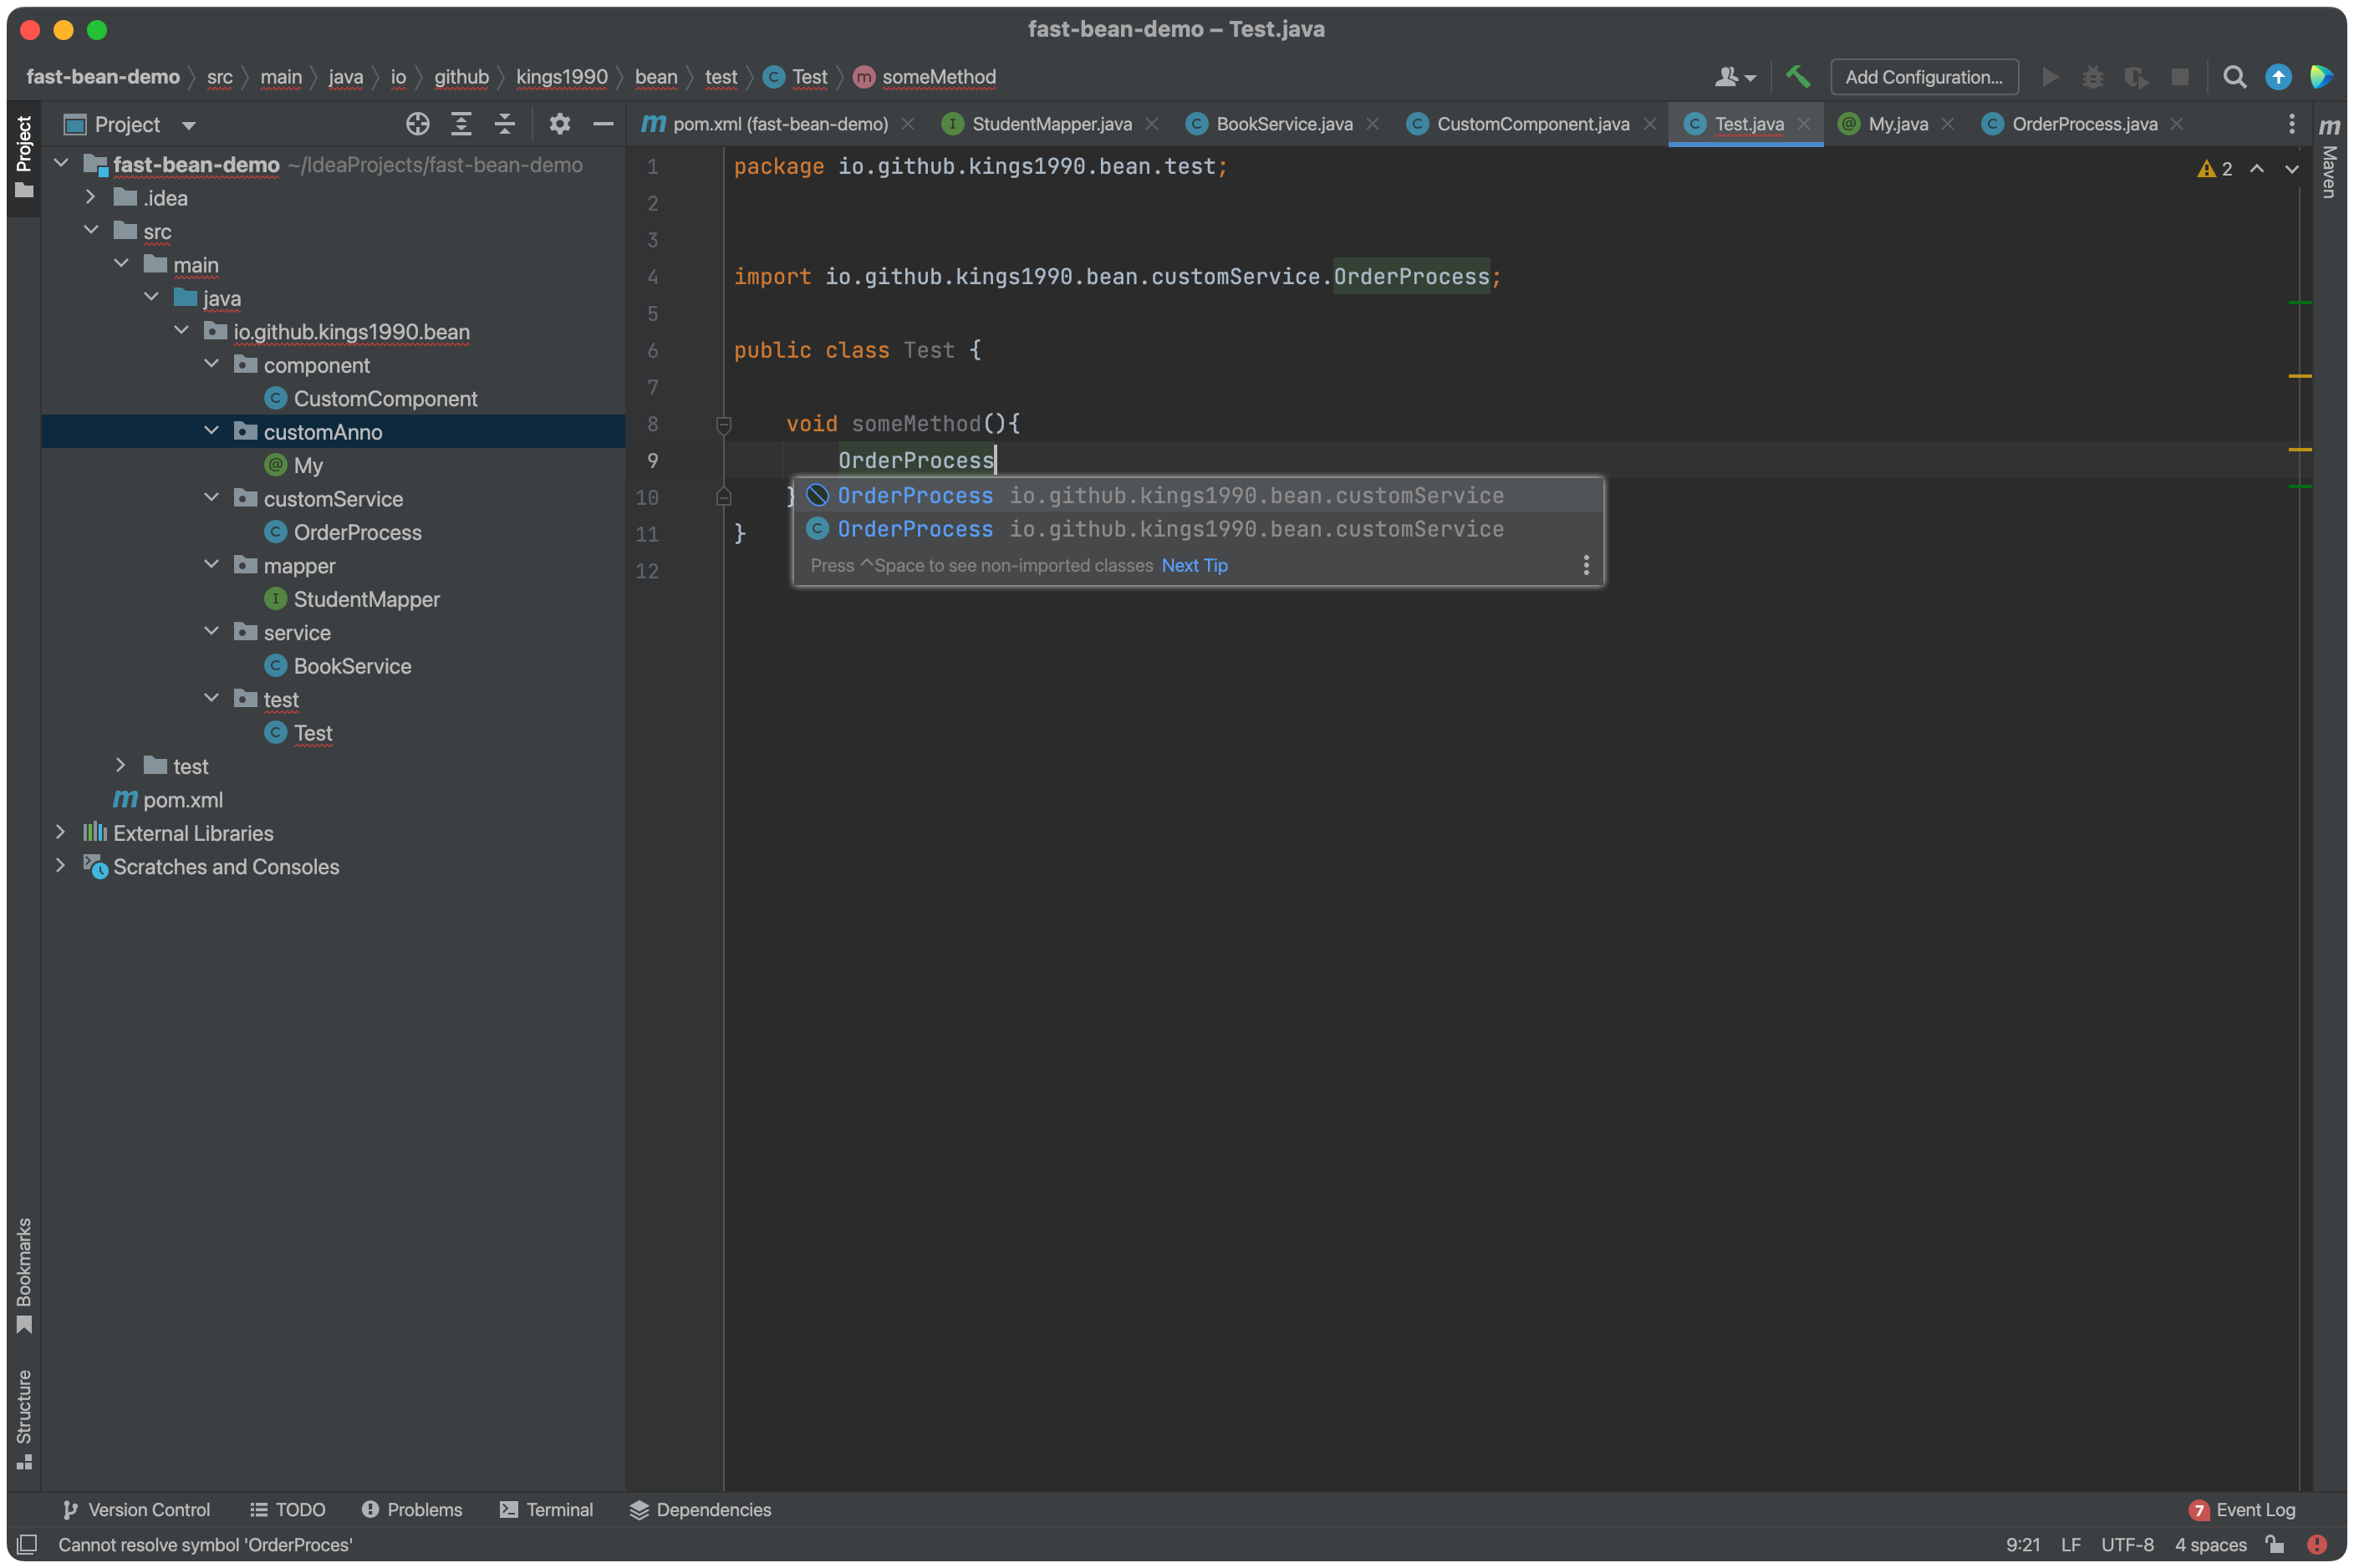 fast-bean-demo – Test.java
fast-bean-demo src main java io github kings1990 bean test Test someMethod
Add Configuration...
Project
Project
pom.xml (fast-bean-demo) StudentMapper.java BookService.java CustomComponent.java Test.java My.java OrderProcess.java
Maven
fast-bean-demo ~/IdeaProjects/fast-bean-demo
.idea
src
main
java
io.github.kings1990.bean
component
CustomComponent
customAnno
My
customService
OrderProcess
mapper
StudentMapper
service
BookService
test
Test
test
pom.xml
External Libraries
Scratches and Consoles
1 package io.github.kings1990.bean.test;
2
2
3
4 import io.github.kings1990.bean.customService.OrderProcess;
5
6 public class Test {
7
8 void someMethod(){
9 OrderProcess
10 }
11 }
12
OrderProcess io.github.kings1990.bean.customService
OrderProcess io.github.kings1990.bean.customService
Press ^Space to see non-imported classes Next Tip
Bookmarks
Structure
Version Control TODO Problems Terminal Dependencies
7 Event Log
Cannot resolve symbol 'OrderProces'
9:21 LF UTF-8 4 spaces